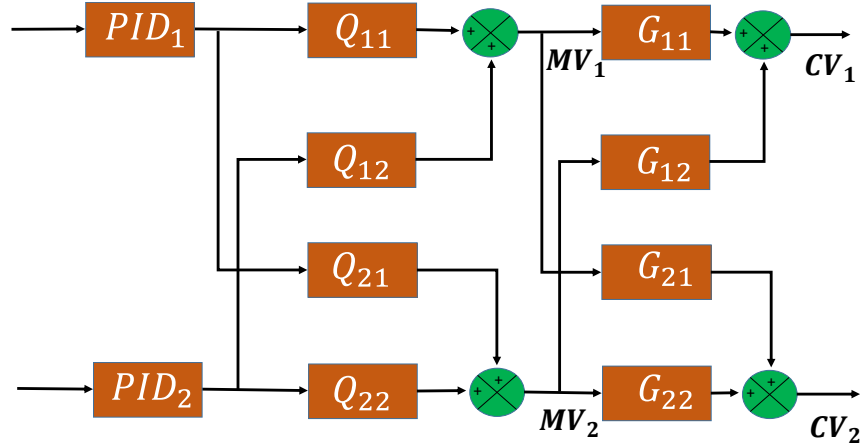 PID₁
Q₁₁
+
+
MV₁
G₁₁
+
+
CV₁
Q₁₂
G₁₂
Q₂₁
G₂₁
PID₂
Q₂₂
+
+
MV₂
G₂₂
+
+
CV₂